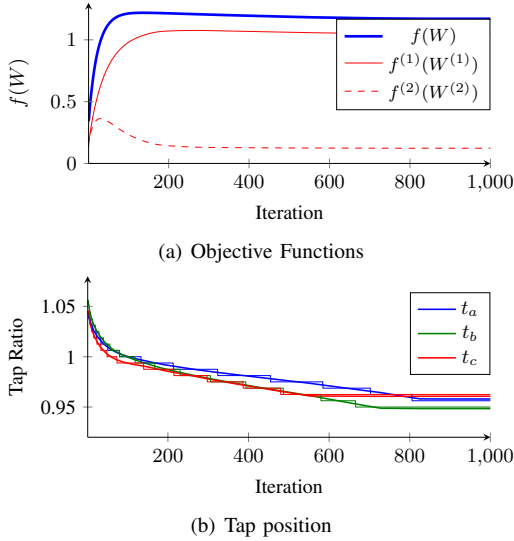 1
0.5
0
f(W)
f(W)
f^{(1)}(W^{(1)})
f^{(2)}(W^{(2)})
200 400 600 800 1,000
Iteration
(a) Objective Functions
1.05
1
0.95
Tap Ratio
t_a
t_b
t_c
200 400 600 800 1,000
Iteration
(b) Tap position